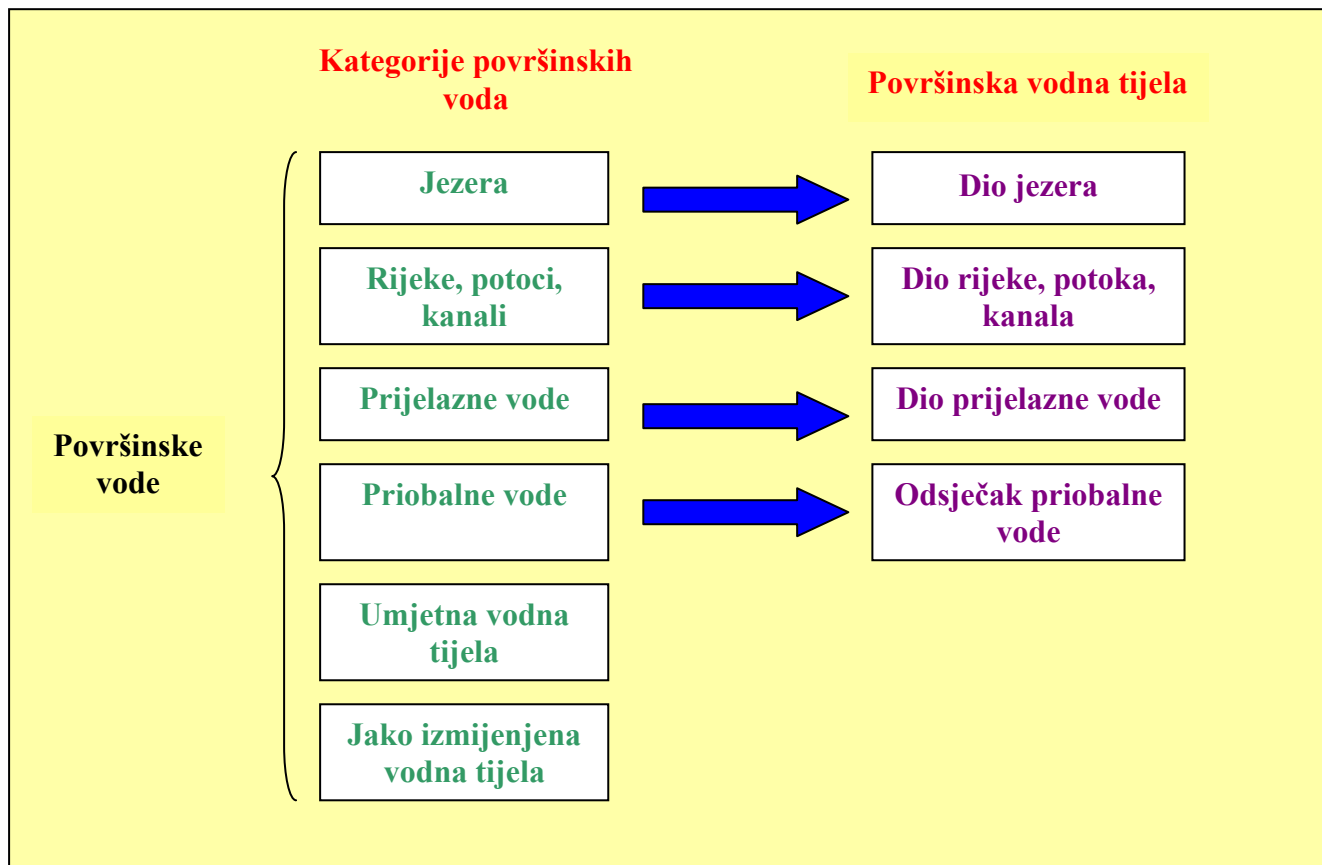 Kategorije površinskih
voda
Površinska vodna tijela
Jezera
Dio jezera
Rijeke, potoci,
kanali
Dio rijeke, potoka,
kanala
Prijelazne vode
Dio prijelazne vode
Površinske
vode
Priobalne vode
Odsječak priobalne
vode
Umjetna vodna
tijela
Jako izmijenjena
vodna tijela